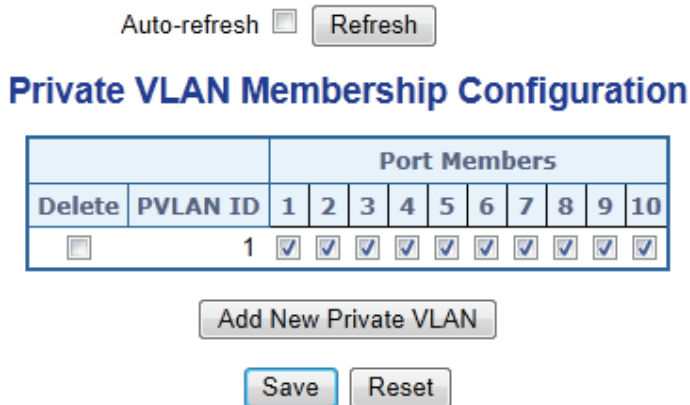 Auto-refresh Refresh
Private VLAN Membership Configuration
Port Members
Delete PVLAN ID 1 2 3 4 5 6 7 8 9 10
1
Add New Private VLAN
Save Reset